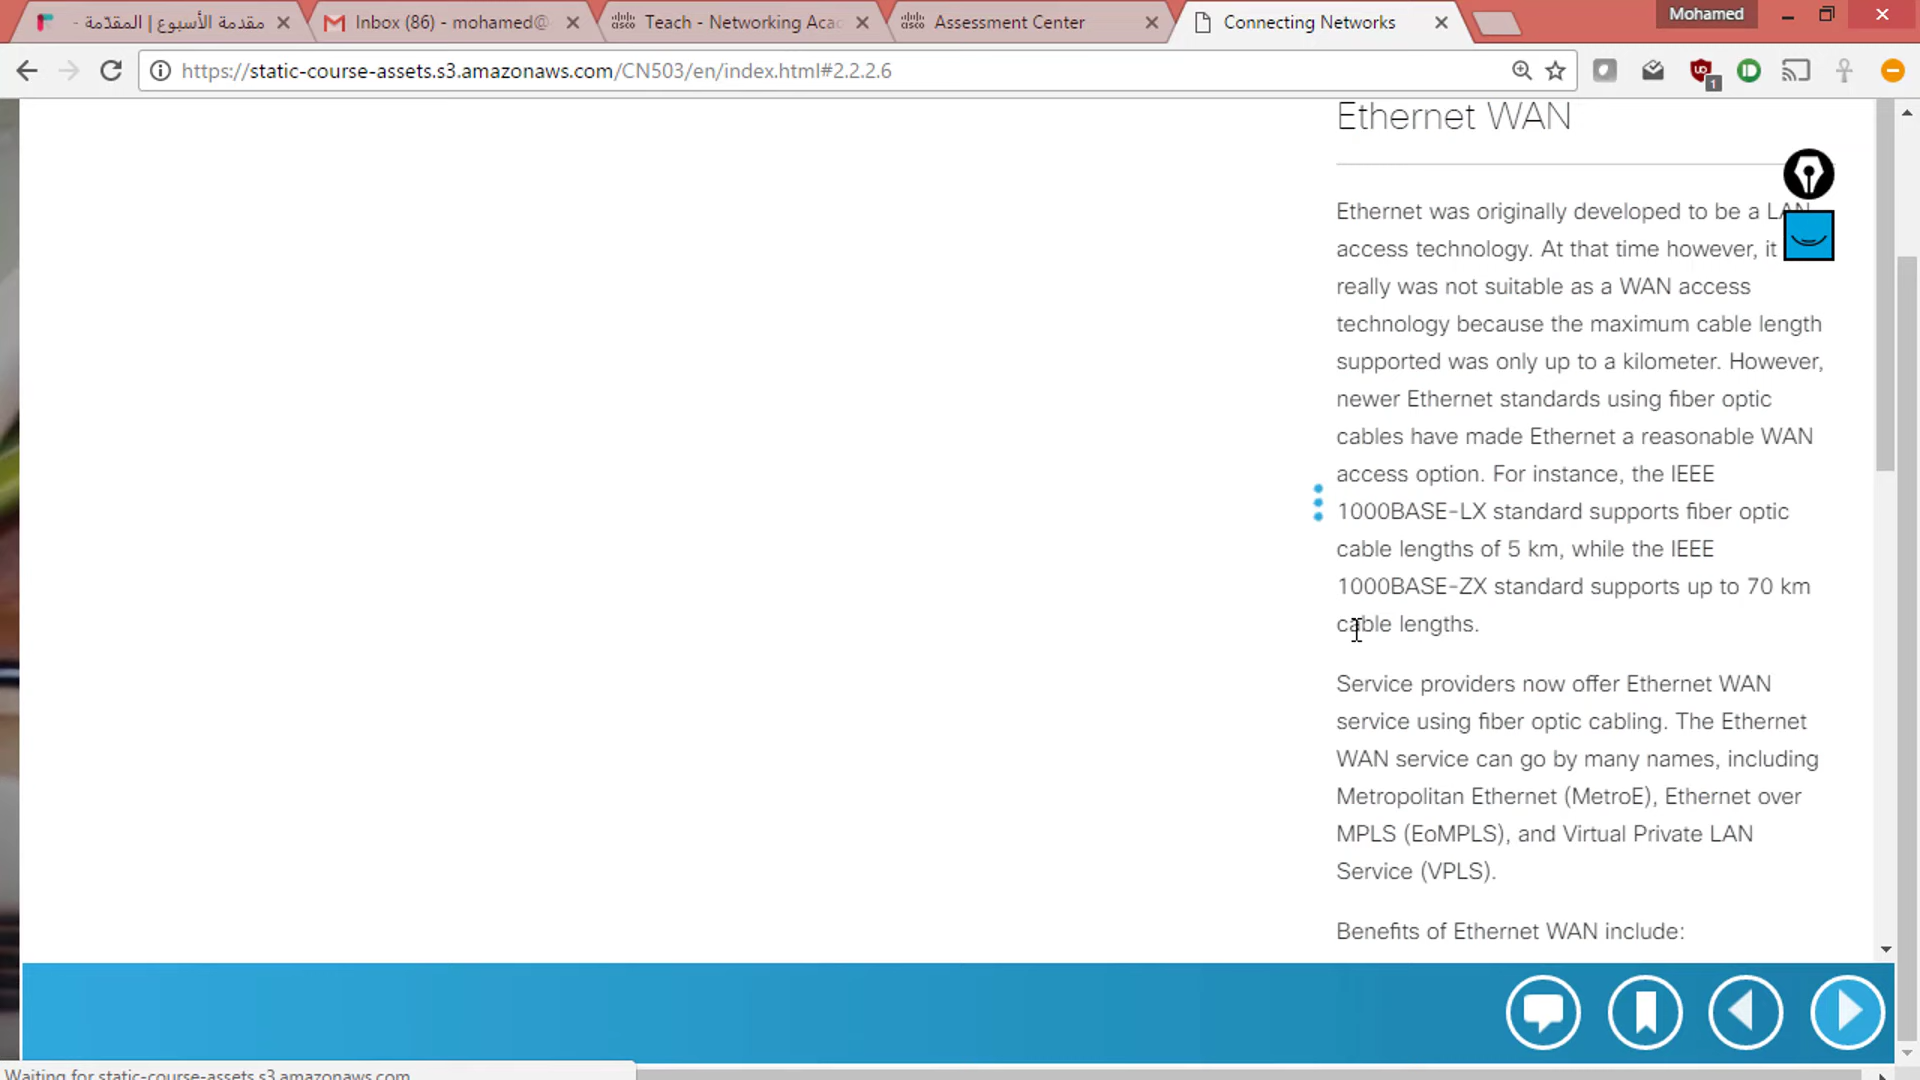 مقدمة الأسبوع | المقدّمة -
Inbox (86) - mohamed@
Teach - Networking Aca
Assessment Center
Connecting Networks
Mohamed
https://static-course-assets.s3.amazonaws.com/CN503/en/index.html#2.2.2.6
1
Ethernet WAN
Ethernet was originally developed to be a LAN
access technology. At that time however, it
really was not suitable as a WAN access
technology because the maximum cable length
supported was only up to a kilometer. However,
newer Ethernet standards using fiber optic
cables have made Ethernet a reasonable WAN
access option. For instance, the IEEE
1000BASE-LX standard supports fiber optic
cable lengths of 5 km, while the IEEE
1000BASE-ZX standard supports up to 70 km
cable lengths.
Service providers now offer Ethernet WAN
service using fiber optic cabling. The Ethernet
WAN service can go by many names, including
Metropolitan Ethernet (MetroE), Ethernet over
MPLS (EoMPLS), and Virtual Private LAN
Service (VPLS).
Benefits of Ethernet WAN include:
Waiting for static-course-assets.s3.amazonaws.com